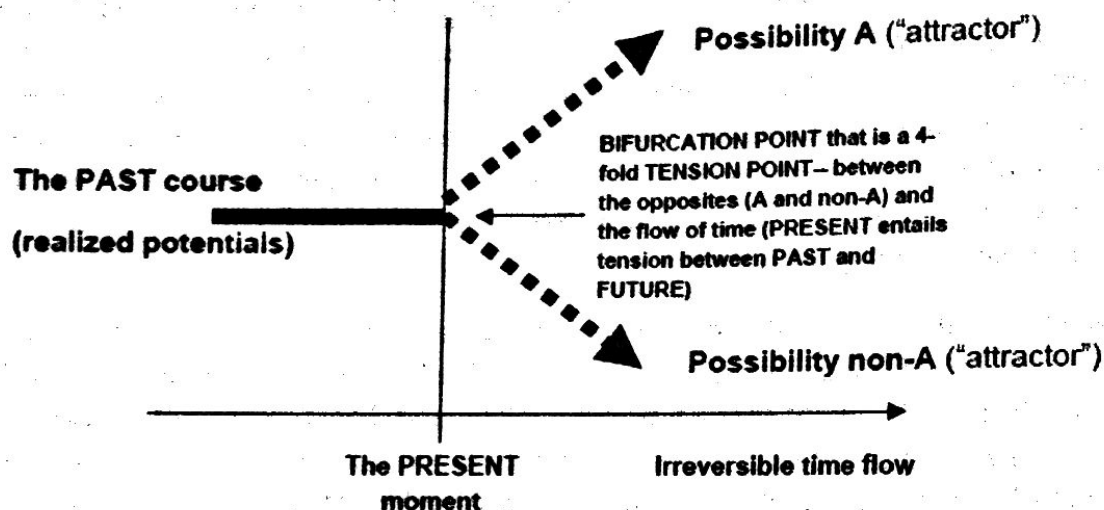 Possibility A ("attractor")
The PAST course
(realized potentials)
BIFURCATION POINT that is a 4-
fold TENSION POINT– between
the opposites (A and non-A) and
the flow of time (PRESENT entails
tension between PAST and
FUTURE)
Possibility non-A ("attractor")
The PRESENT
moment
Irreversible time flow